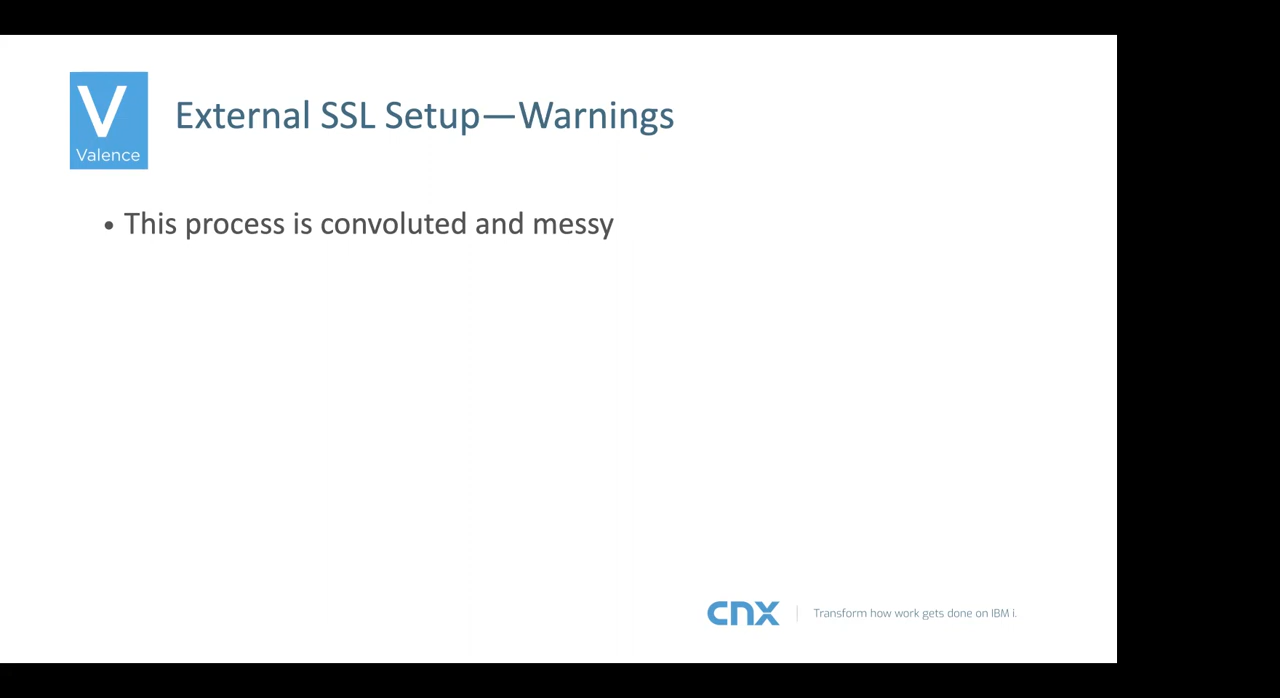 V
Valence
External SSL Setup—Warnings
• This process is convoluted and messy
cnx
Transform how work gets done on IBM i.